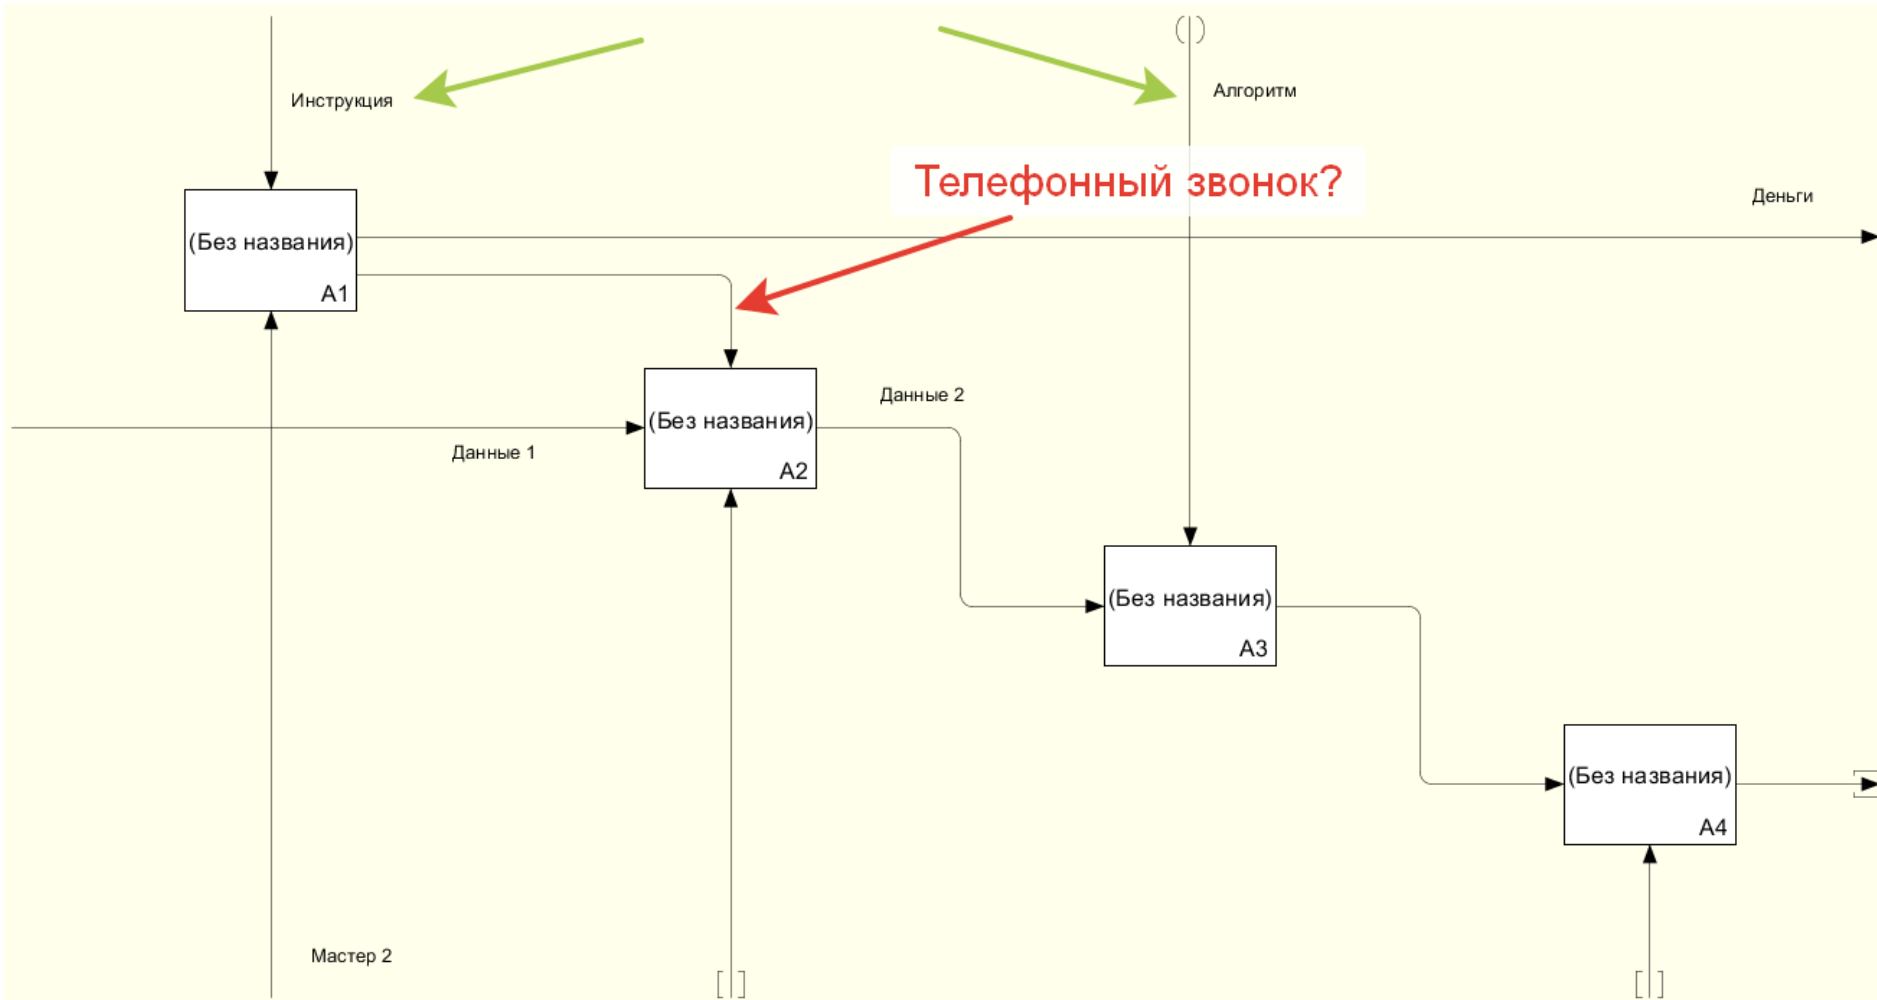 Инструкция
Алгоритм
Телефонный звонок?
Деньги
(Без названия)
A1
Данные 2
(Без названия)
A2
Данные 1
(Без названия)
A3
(Без названия)
A4
Мастер 2